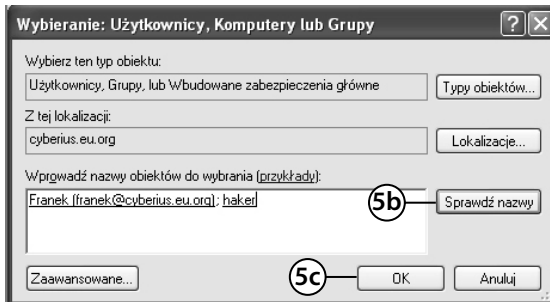 Wybieranie: Użytkownicy, Komputery lub Grupy
Wybierz ten typ obiektu:
Użytkownicy, Grupy, lub Wbudowane zabezpieczenia główne
Typy obiektów...
Z tej lokalizacji:
cyberius.eu.org
Lokalizacje...
Wprowadź nazwy obiektów do wybrania (przykłady):
Franek (franek@cyberius.eu.org); haker
5b
Sprawdź nazwy
Zaawansowane...
5c
OK
Anuluj